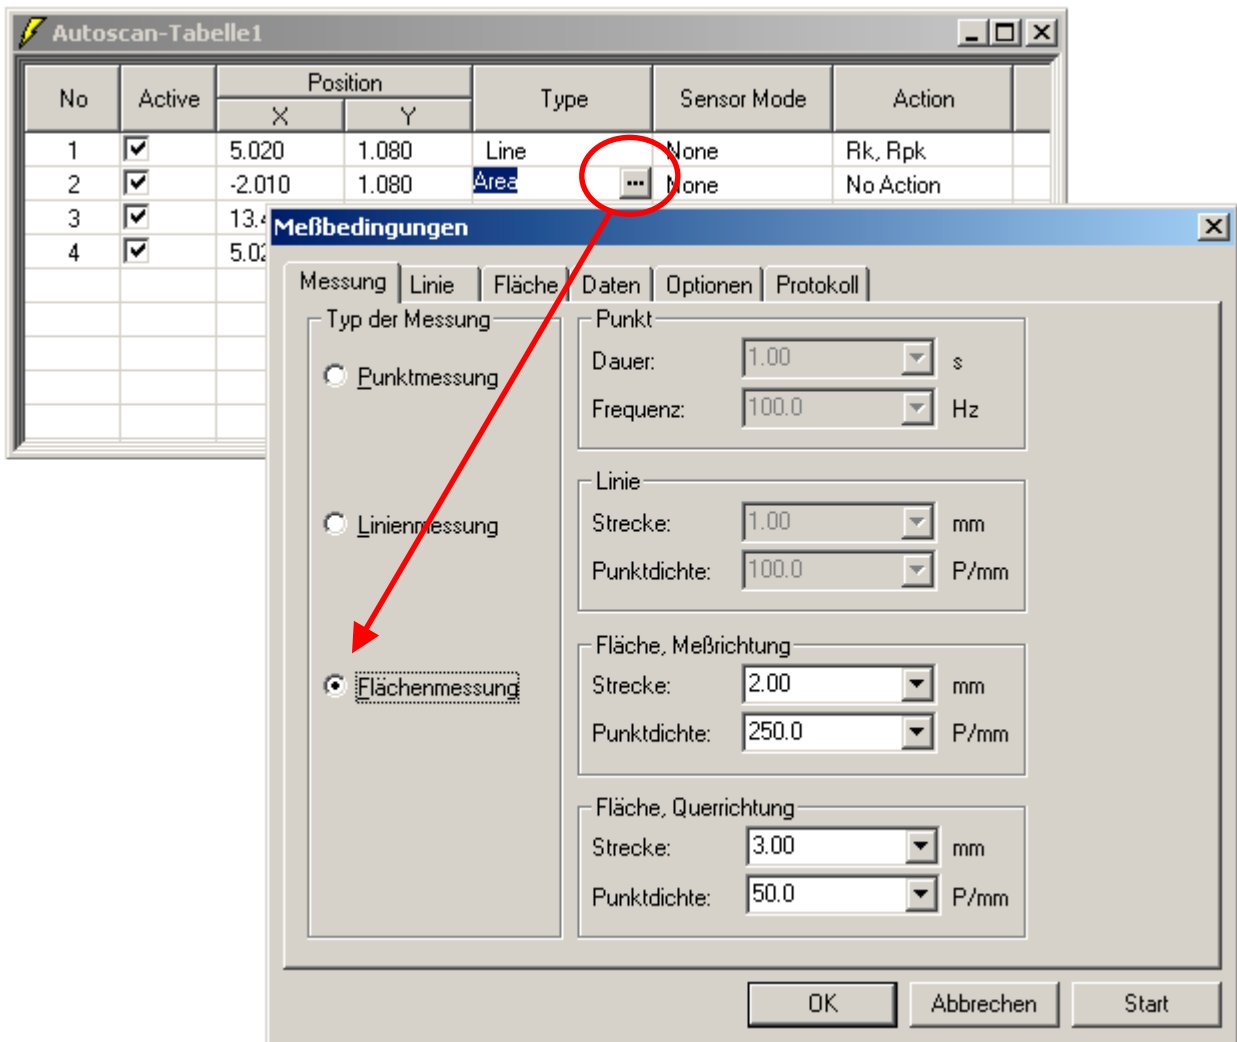 Autoscan-Tabelle1
No Active Position Type Sensor Mode Action
X Y
1 5.020 1.080 Line None Rk, Rpk
2 -2.010 1.080 Area ... None No Action
3 13.4
4 5.02
Meßbedingungen
Messung Linie Fläche Daten Optionen Protokoll
Typ der Messung
Punktmessung
Linienmessung
Flächenmessung
Punkt
Dauer: 1.00 s
Frequenz: 100.0 Hz
Linie
Strecke: 1.00 mm
Punktdichte: 100.0 P/mm
Fläche, Meßrichtung
Strecke: 2.00 mm
Punktdichte: 250.0 P/mm
Fläche, Querrichtung
Strecke: 3.00 mm
Punktdichte: 50.0 P/mm
OK Abbrechen Start